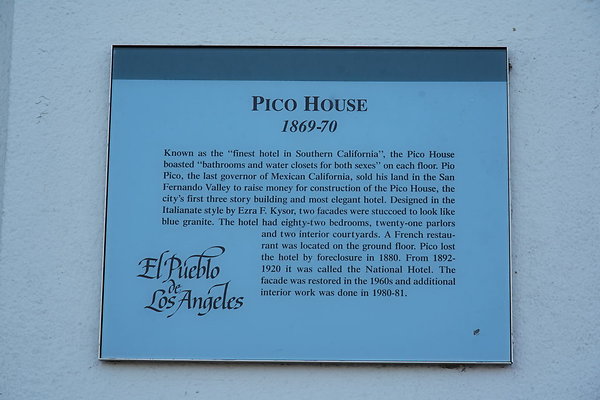 PICO HOUSE
1869-70
Known as the "finest hotel in Southern California", the Pico House
boasted "bathrooms and water closets for both sexes" on each floor. Pio
Pico, the last governor of Mexican California, sold his land in the San
Fernando Valley to raise money for construction of the Pico House, the
city's first three story building and most elegant hotel. Designed in the
Italianate style by Ezra F. Kysor, two facades were stuccoed to look like
blue granite. The hotel had eighty-two bedrooms, twenty-one parlors
and two interior courtyards. A French restau-
rant was located on the ground floor. Pico lost
the hotel by foreclosure in 1880. From 1892-
1920 it was called the National Hotel. The
facade was restored in the 1960s and additional
interior work was done in 1980-81.
El Pueblo
de
Los Angeles